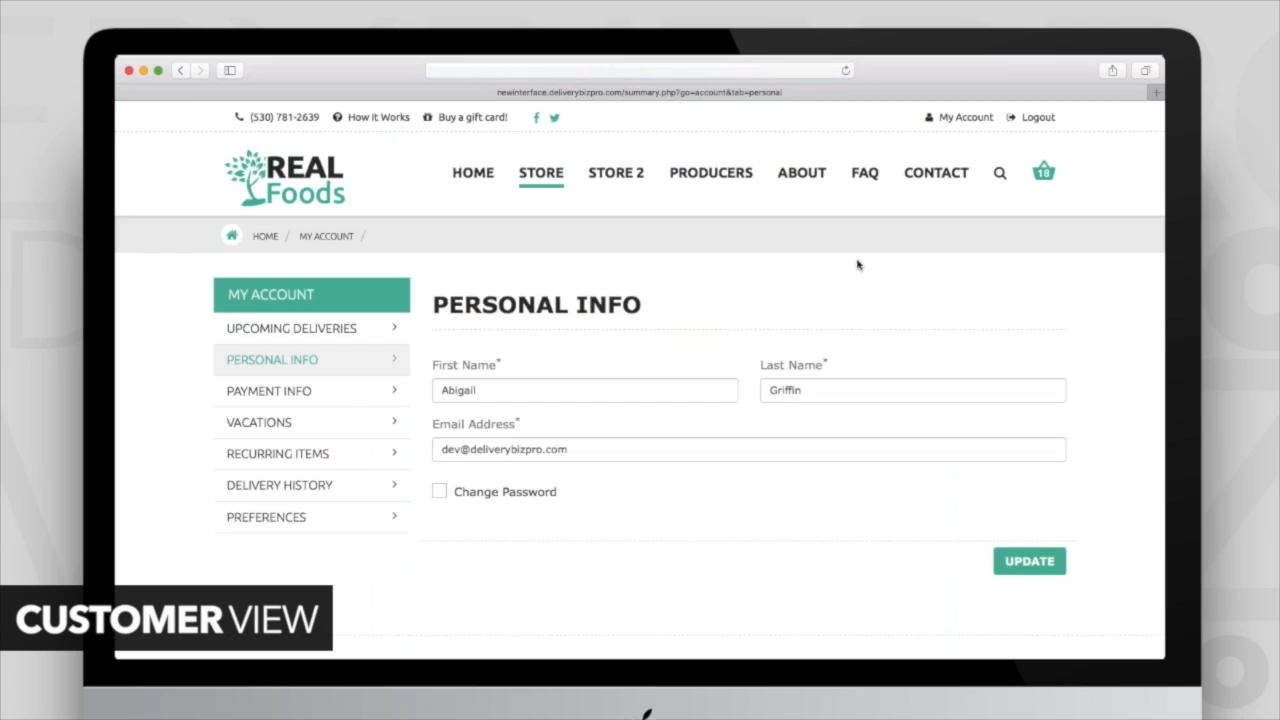 newinterface.deliverybizpro.com/summary.php?go=account&tab=personal
(530) 781-2639 How It Works Buy a gift card! My Account Logout
REAL
Foods
HOME STORE STORE 2 PRODUCERS ABOUT FAQ CONTACT 18
HOME / MY ACCOUNT /
MY ACCOUNT
UPCOMING DELIVERIES
PERSONAL INFO
PAYMENT INFO
VACATIONS
RECURRING ITEMS
DELIVERY HISTORY
PREFERENCES
PERSONAL INFO
First Name* Last Name*
Abigail Griffin
Email Address*
dev@deliverybizpro.com
Change Password
UPDATE
CUSTOMER VIEW